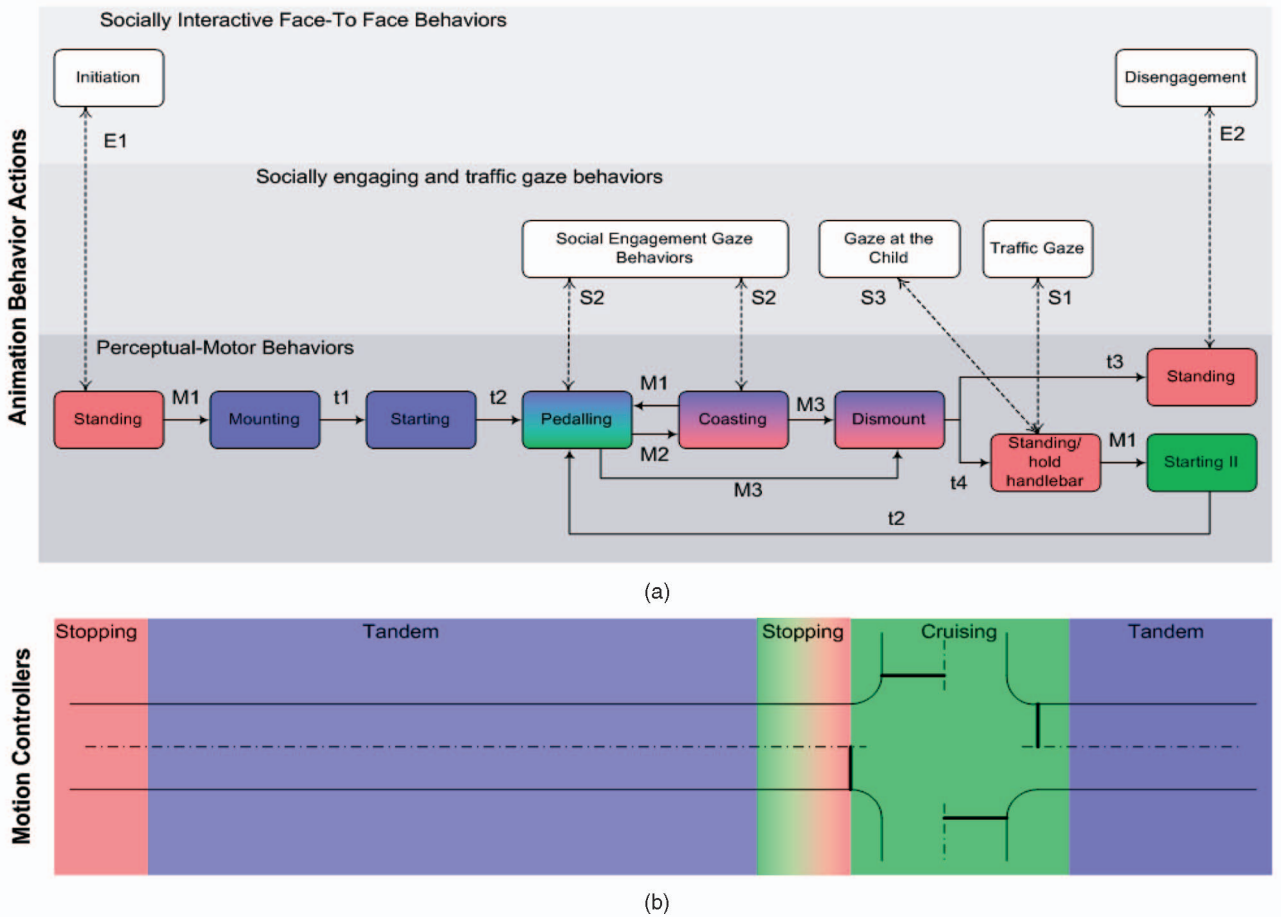 Socially Interactive Face-To Face Behaviors
Initiation
Disengagement
E1
E2
Animation Behavior Actions
Socially engaging and traffic gaze behaviors
Social Engagement Gaze
Behaviors
Gaze at the
Child
Traffic Gaze
S2
S2
S3
S1
Perceptual-Motor Behaviors
t3
Standing
Standing
M1
Mounting
t1
Starting
t2
Pedalling
M1
M2
Coasting
M3
Dismount
M3
t4
Standing/
hold
handlebar
M1
Starting II
t2
(a)
Motion Controllers
Stopping
Tandem
Stopping
Cruising
Tandem
(b)